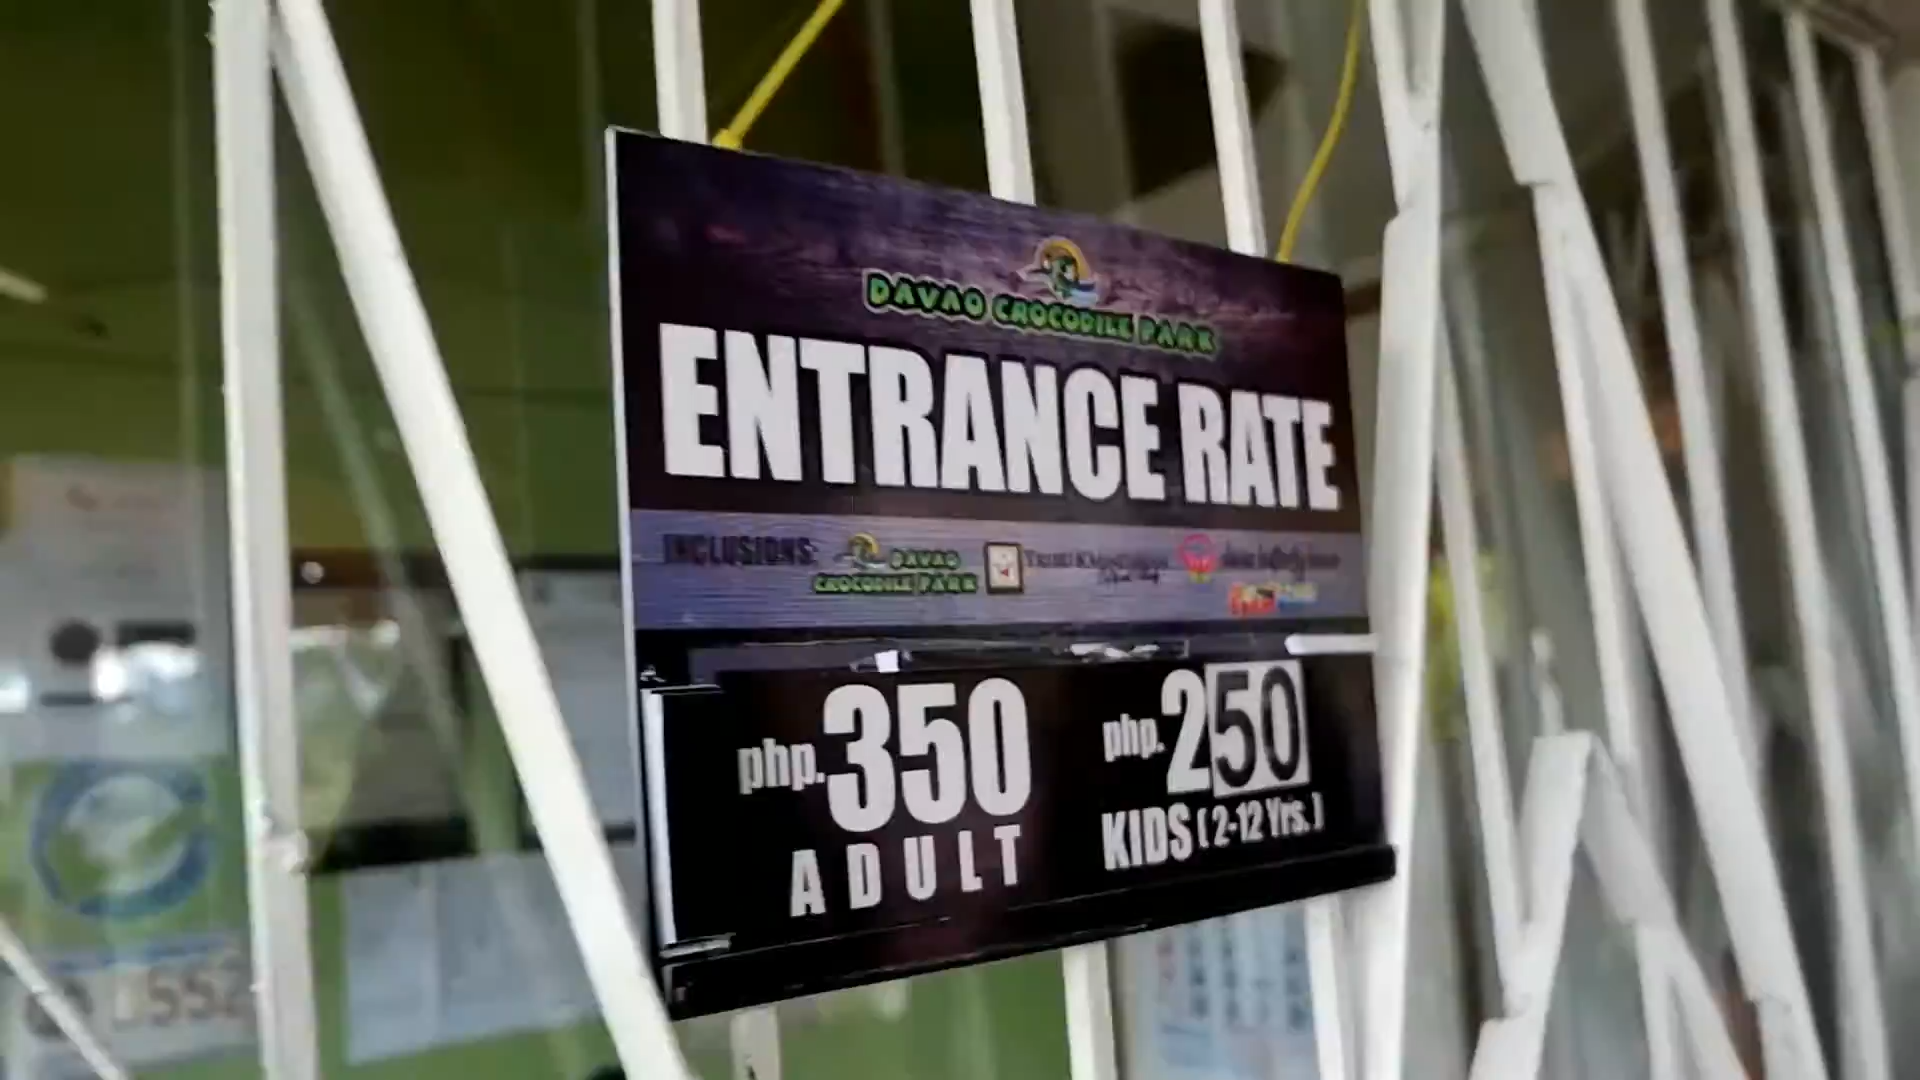 DAVAO CROCODILE PARK
ENTRANCE RATE
INCLUSIONS:
DAVAO
CROCODILE PARK
php. 350
ADULT
php. 250
KIDS (2-12 Yrs.)